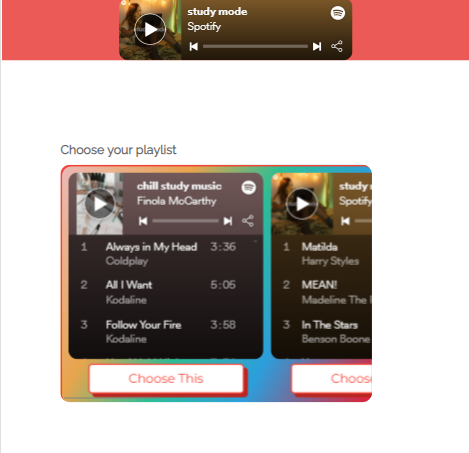 study mode
Spotify
Choose your playlist
chill study music
Finola McCarthy
1 Always in My Head 3:36
Coldplay
2 All I Want 5:05
Kodaline
3 Follow Your Fire 3:58
Kodaline
Choose This
study
Spotify
1 Matilda
Harry Styles
2 MEAN!
Madeline The
3 In The Stars
Benson Boone
Choose